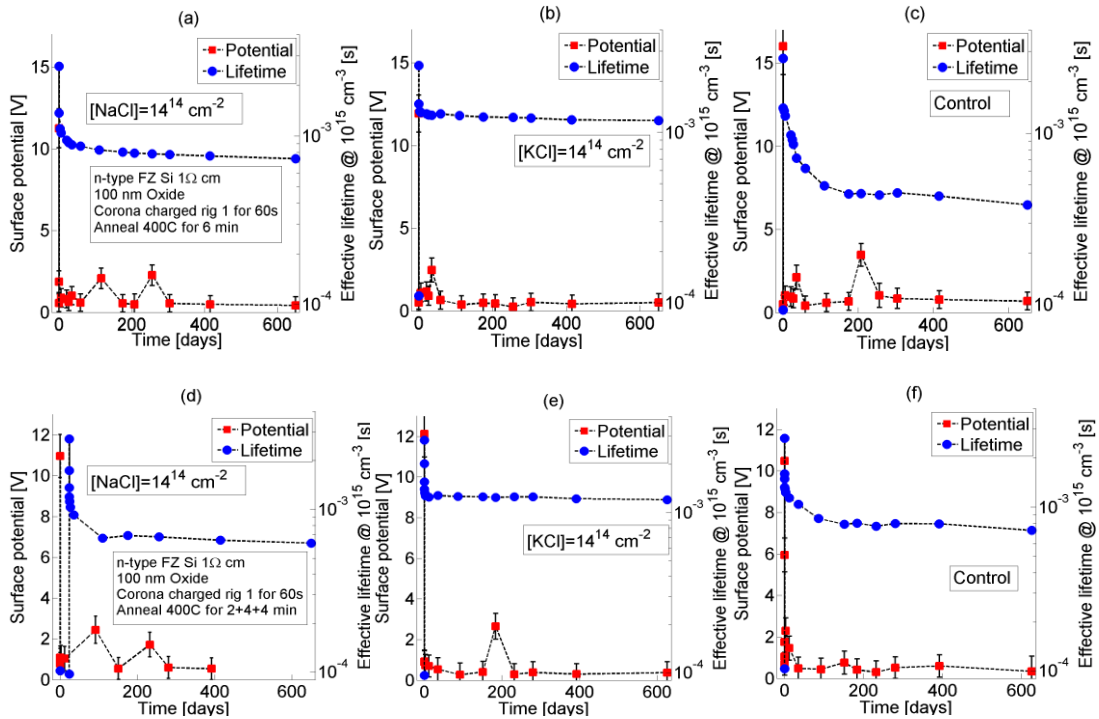 (a)
Surface potential [V]
15
10
5
0
Potential
Lifetime
[NaCl]=14^14 cm^-2
n-type FZ Si 1Ω cm
100 nm Oxide
Corona charged rig 1 for 60s
Anneal 400C for 6 min
10^-3
10^-4
Effective lifetime @ 10^15 cm^-3 [s]
0 200 400 600
Time [days]
(b)
Surface potential [V]
15
10
5
0
Potential
Lifetime
[KCl]=14^14 cm^-2
10^-3
10^-4
Effective lifetime @ 10^15 cm^-3 [s]
0 200 400 600
Time [days]
(c)
Surface potential [V]
15
10
5
0
Potential
Lifetime
Control
10^-3
10^-4
Effective lifetime @ 10^15 cm^-3 [s]
0 200 400 600
Time [days]
(d)
Surface potential [V]
12
10
8
6
4
2
0
Potential
Lifetime
[NaCl]=14^14 cm^-2
n-type FZ Si 1Ω cm
100 nm Oxide
Corona charged rig 1 for 60s
Anneal 400C for 2+4+4 min
10^-3
10^-4
Effective lifetime @ 10^15 cm^-3 [s]
0 200 400 600
Time [days]
(e)
Surface potential [V]
12
10
8
6
4
2
0
Potential
Lifetime
[KCl]=14^14 cm^-2
10^-3
10^-4
Effective lifetime @ 10^15 cm^-3 [s]
0 200 400 600
Time [days]
(f)
Surface potential [V]
12
10
8
6
4
2
0
Potential
Lifetime
Control
10^-3
10^-4
Effective lifetime @ 10^15 cm^-3 [s]
0 200 400 600
Time [days]